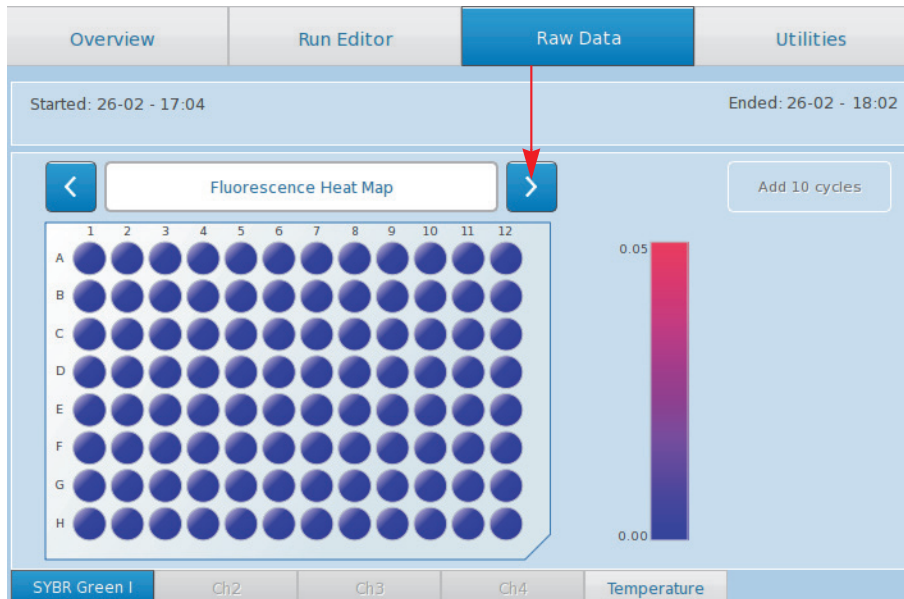 Overview Run Editor Raw Data Utilities
Started: 26-02 - 17:04 Ended: 26-02 - 18:02
Fluorescence Heat Map Add 10 cycles
1 2 3 4 5 6 7 8 9 10 11 12
0.05
A
B
C
D
E
F
G
H
0.00
SYBR Green I Ch2 Ch3 Ch4 Temperature